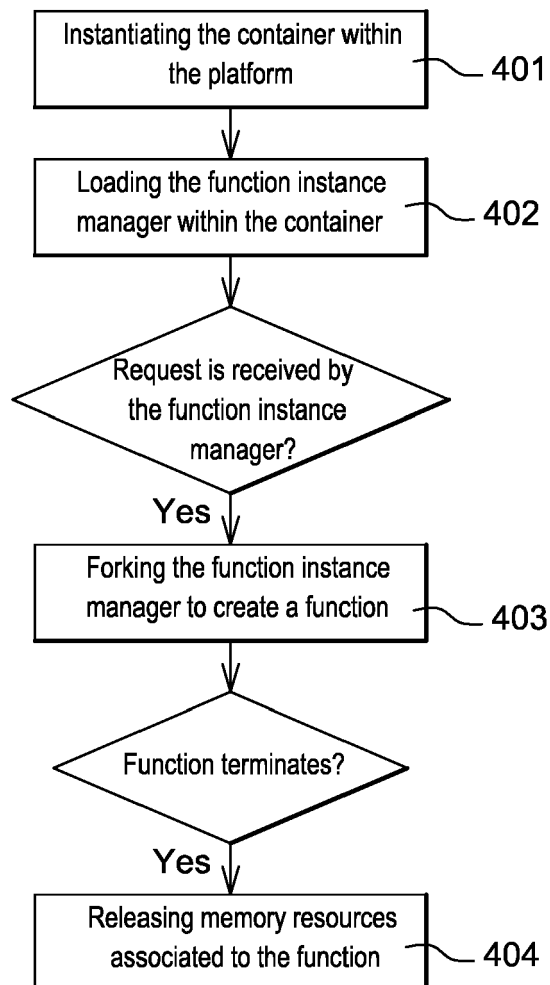 Instantiating the container within
the platform
401
Loading the function instance
manager within the container
402
Request is received by
the function instance
manager?
Yes
Forking the function instance
manager to create a function
403
Function terminates?
Yes
Releasing memory resources
associated to the function
404